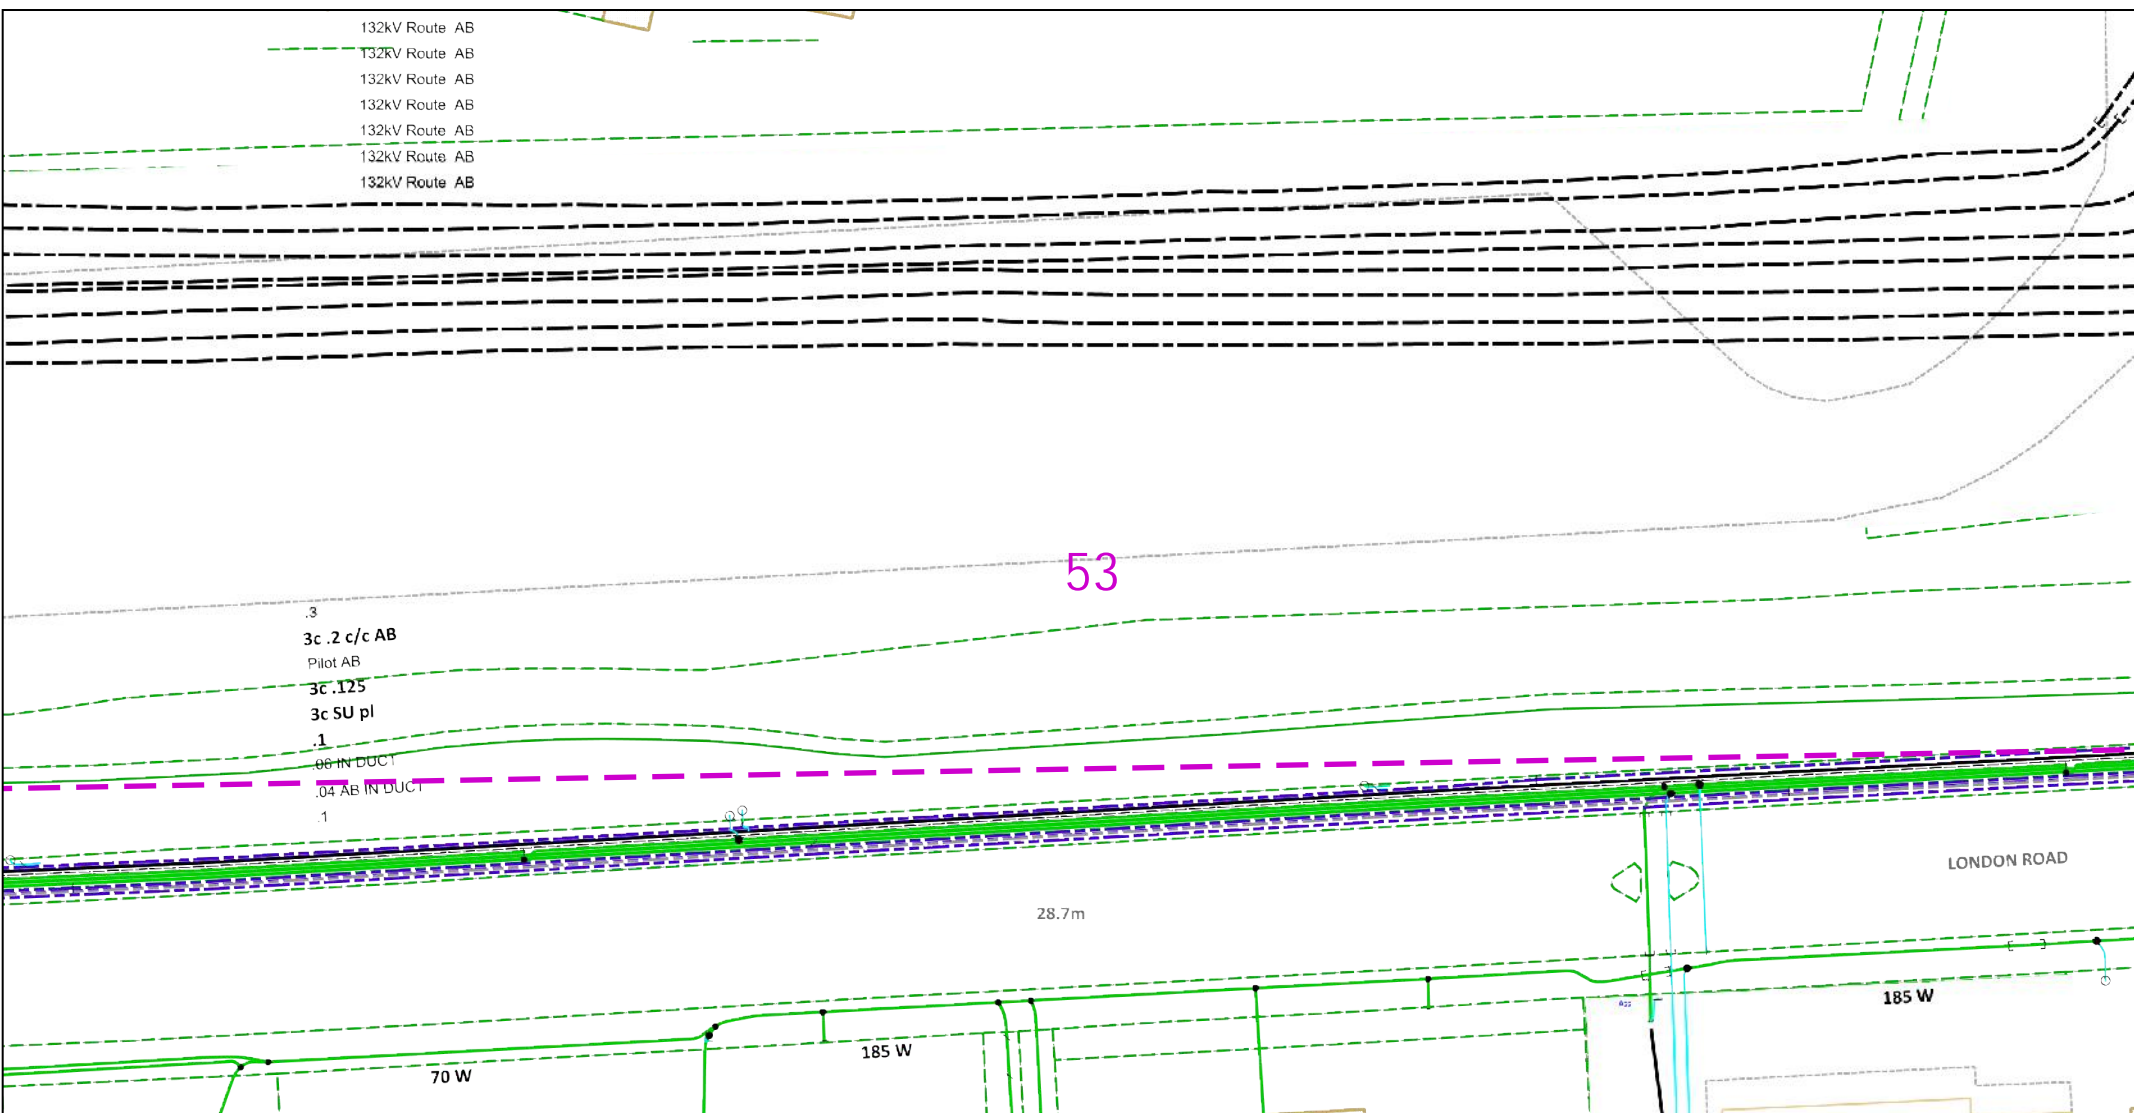 132kV Route AB
132kV Route AB
132kV Route AB
132kV Route AB
132kV Route AB
132kV Route AB
132kV Route AB
53
.3
3c .2 c/c AB
Pilot AB
3c .125
3c SU pl
.1
.06 IN DUCT
.04 AB IN DUCT
.1
LONDON ROAD
28.7m
185 W
185 W
70 W